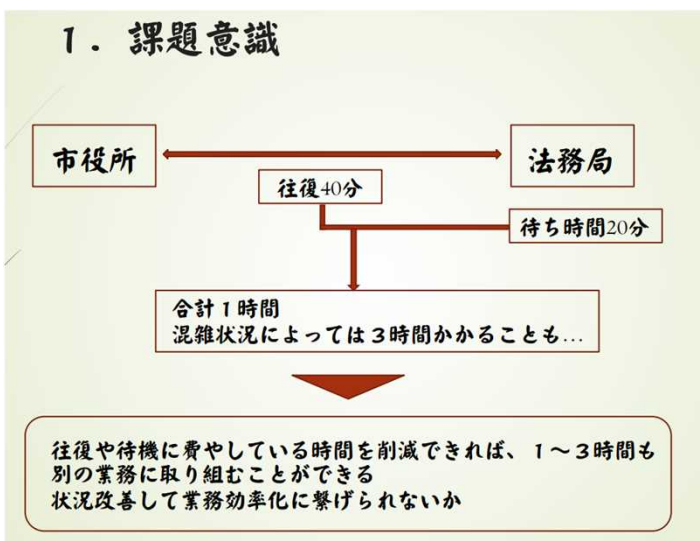 1．課題意識
市役所
法務局
往復40分
待ち時間20分
合計１時間
混雑状況によっては３時間かかることも…
往復や待機に費やしている時間を削減できれば、１～３時間も
別の業務に取り組むことができる
状況改善して業務効率化に繋げられないか